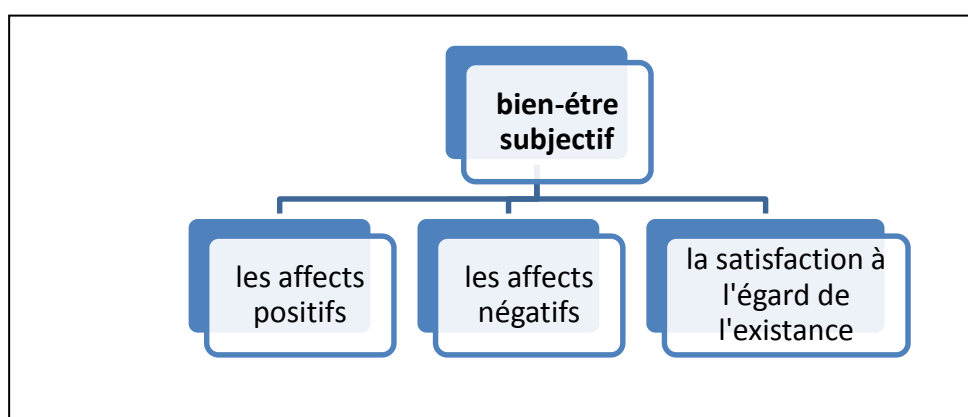 bien-étre
subjectif
les affects
positifs
les affects
négatifs
la satisfaction à
l'égard de
l'existance